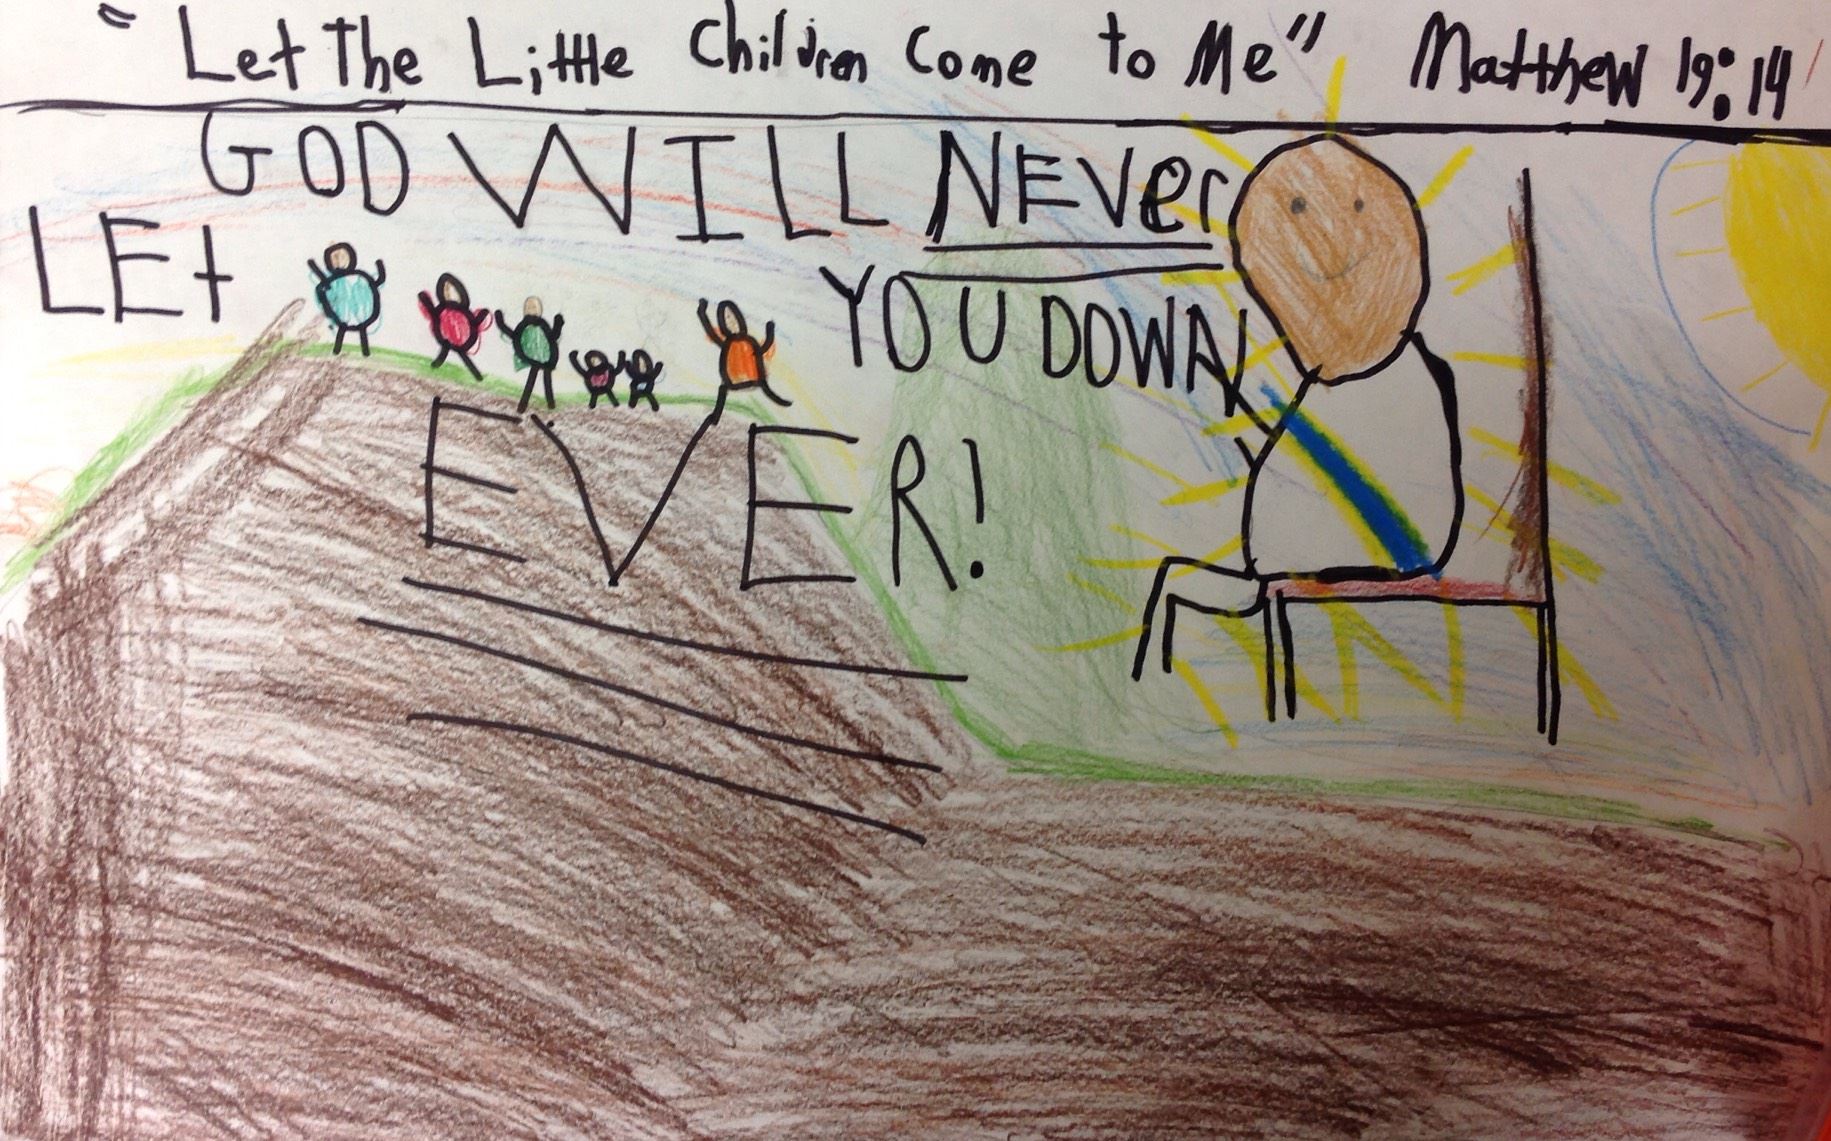 "Let The Little Children Come to Me" Matthew 19:14
GOD WILL NEVer
LEt YOU DOWN
EVER!